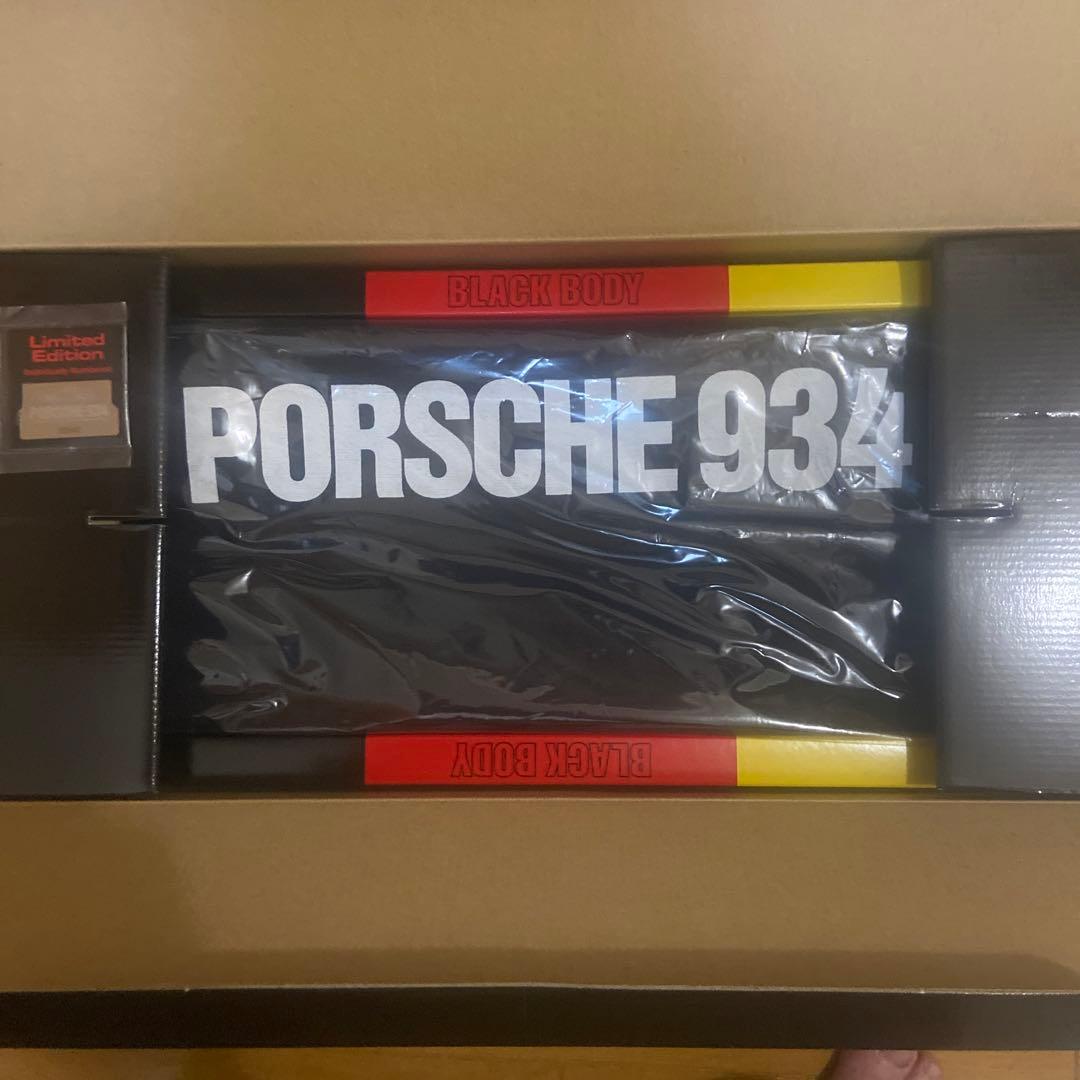 BLACK BODY
Limited
Edition
PORSCHE 934
BLACK BODY